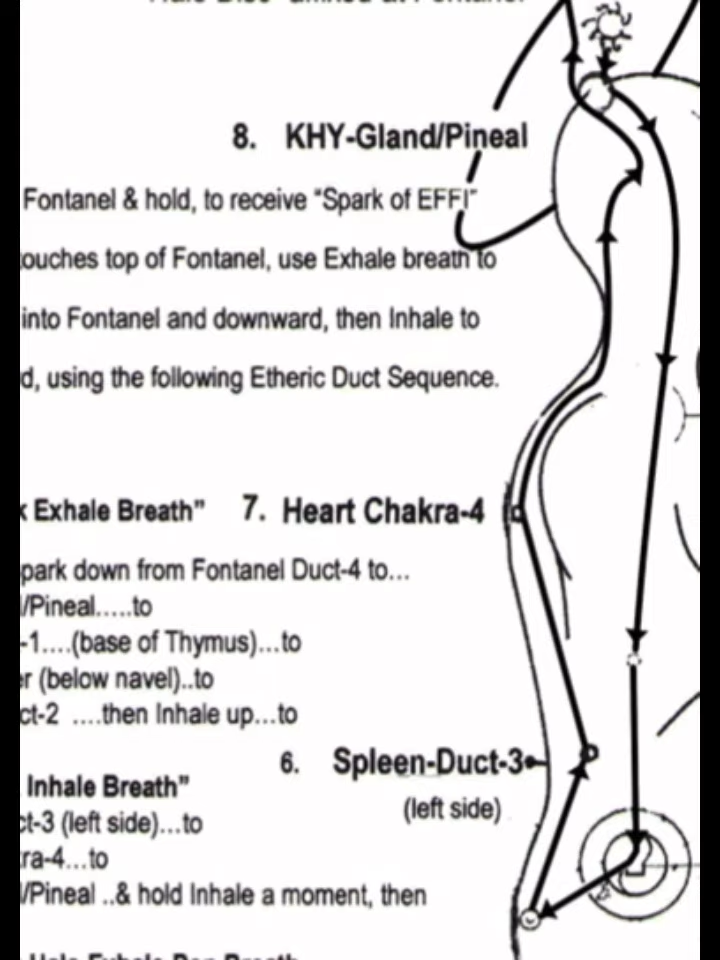 8. KHY-Gland/Pineal
Fontanel & hold, to receive “Spark of EFFI”
ouches top of Fontanel, use Exhale breath to
into Fontanel and downward, then Inhale to
d, using the following Etheric Duct Sequence.
k Exhale Breath” 7. Heart Chakra-4
park down from Fontanel Duct-4 to...
/Pineal.....to
-1....(base of Thymus)...to
r (below navel)..to
ct-2 ....then Inhale up...to
6. Spleen-Duct-3
Inhale Breath”
(left side)
ct-3 (left side)...to
ra-4...to
/Pineal ..& hold Inhale a moment, then